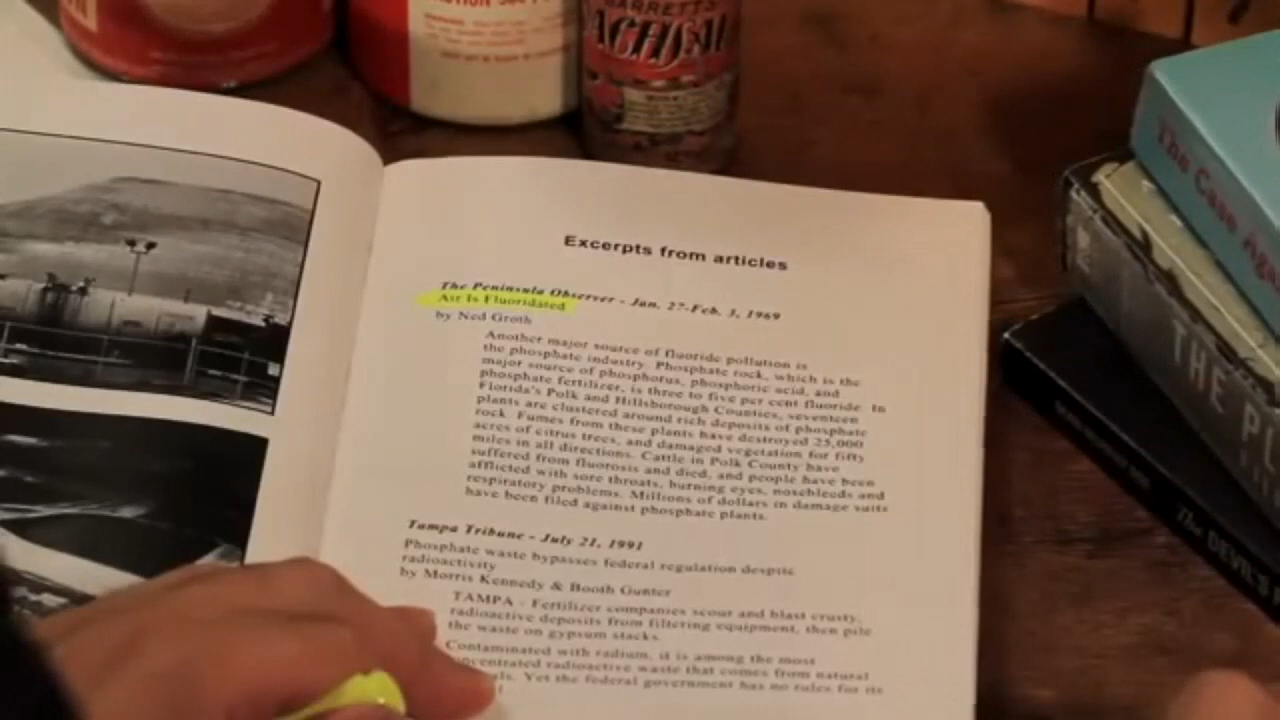 WARNING:
BARRETT'S
Excerpts from articles
The Peninsula Observer - Jan. 27-Feb. 3, 1969
Air Is Fluoridated
by Ned Groth
Another major source of fluoride pollution is
the phosphate industry. Phosphate rock, which is the
major source of phosphorus, phosphoric acid, and
phosphate fertilizer, is three to five per cent fluoride. In
Florida's Polk and Hillsborough Counties, seventeen
plants are clustered around rich deposits of phosphate
rock. Fumes from these plants have destroyed 25,000
acres of citrus trees, and damaged vegetation for fifty
miles in all directions. Cattle in Polk County have
suffered from fluorosis and died, and people have been
afflicted with sore throats, burning eyes, nosebleeds and
respiratory problems. Millions of dollars in damage suits
have been filed against phosphate plants.
Tampa Tribune - July 21, 1991
Phosphate waste bypasses federal regulation despite
radioactivity
by Morris Kennedy & Booth Gunter
TAMPA - Fertilizer companies scour and blast crusty,
radioactive deposits from filtering equipment, then pile
the waste on gypsum stacks.
Contaminated with radium, it is among the most
concentrated radioactive waste that comes from natural
Yet the federal government has no rules for its
The Case
THE
The DEVIL'S